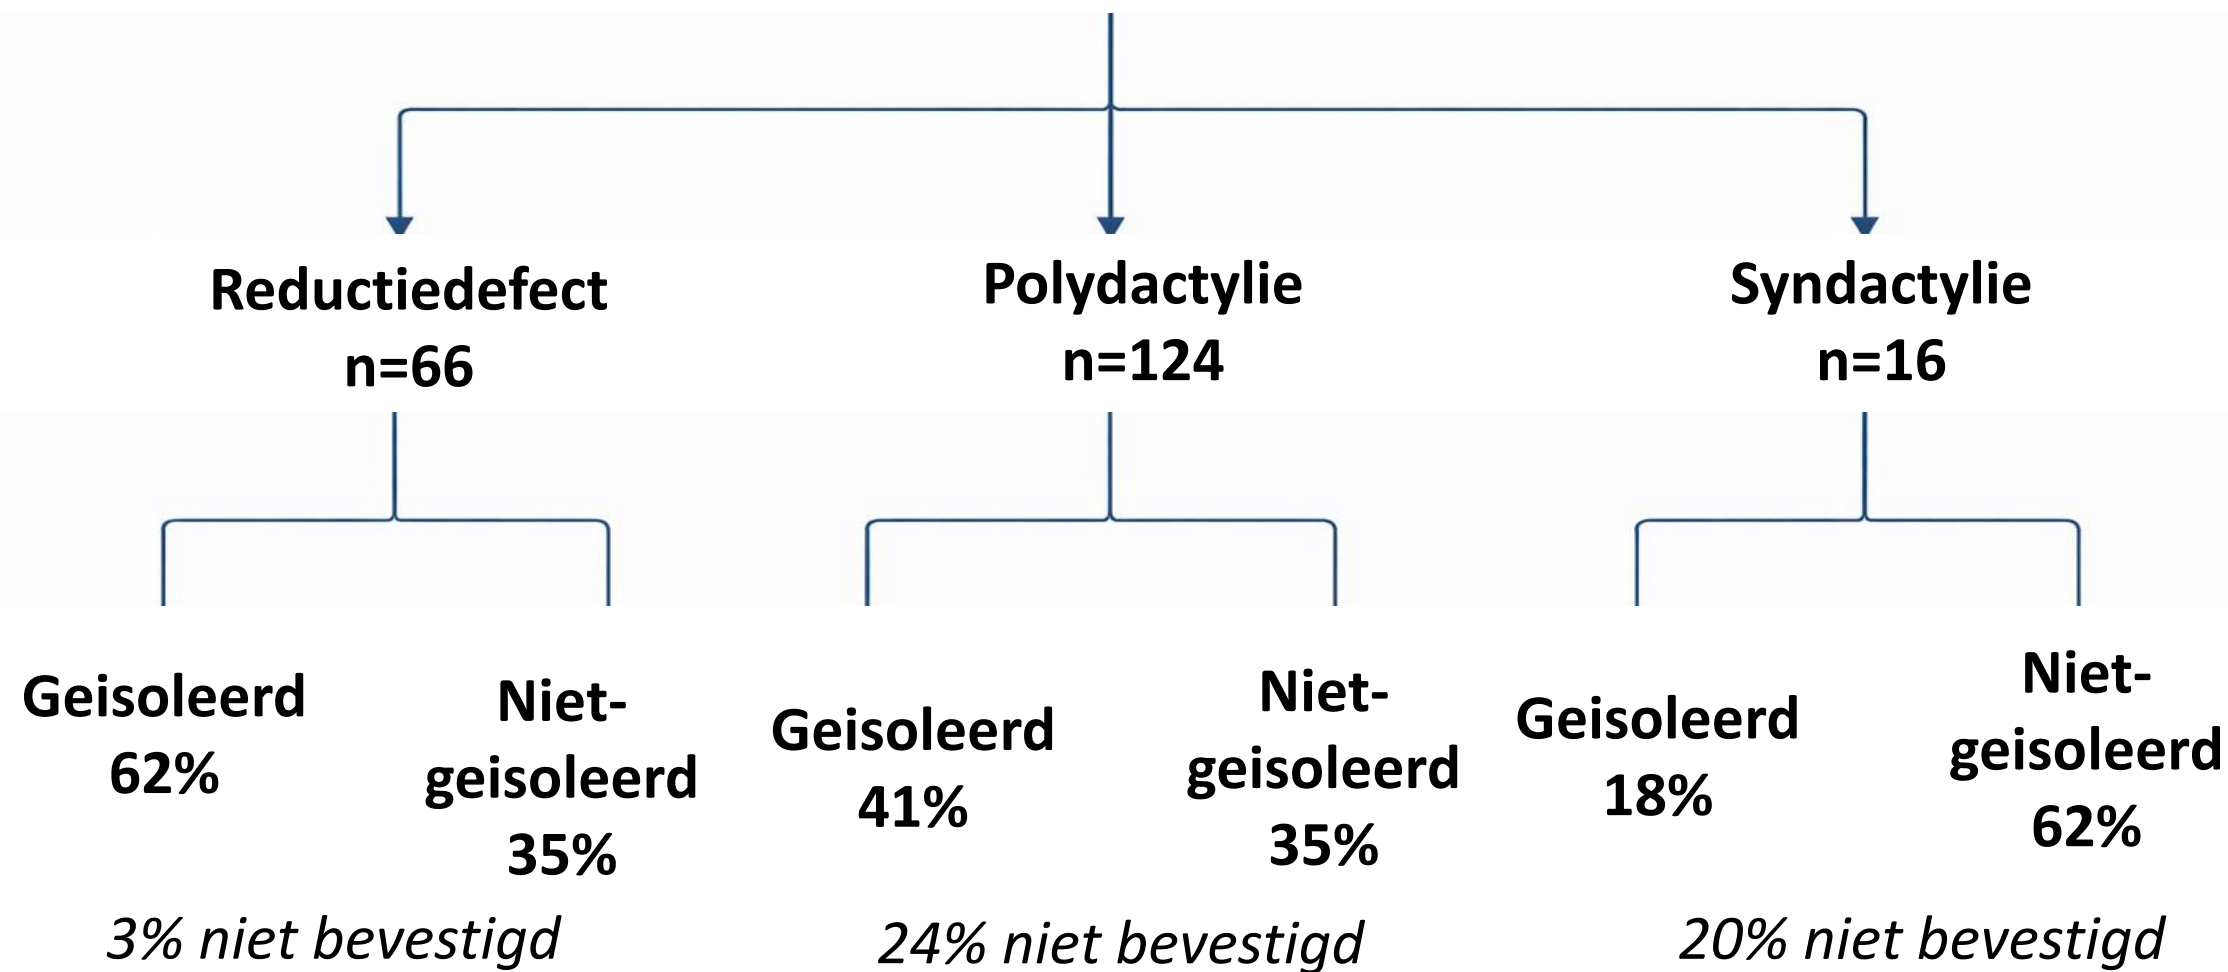 Reductiedefect
n=66
Polydactylie
n=124
Syndactylie
n=16
Geisoleerd
62%
Niet-
geisoleerd
35%
3% niet bevestigd
Geisoleerd
41%
Niet-
geisoleerd
35%
24% niet bevestigd
Geisoleerd
18%
Niet-
geisoleerd
62%
20% niet bevestigd